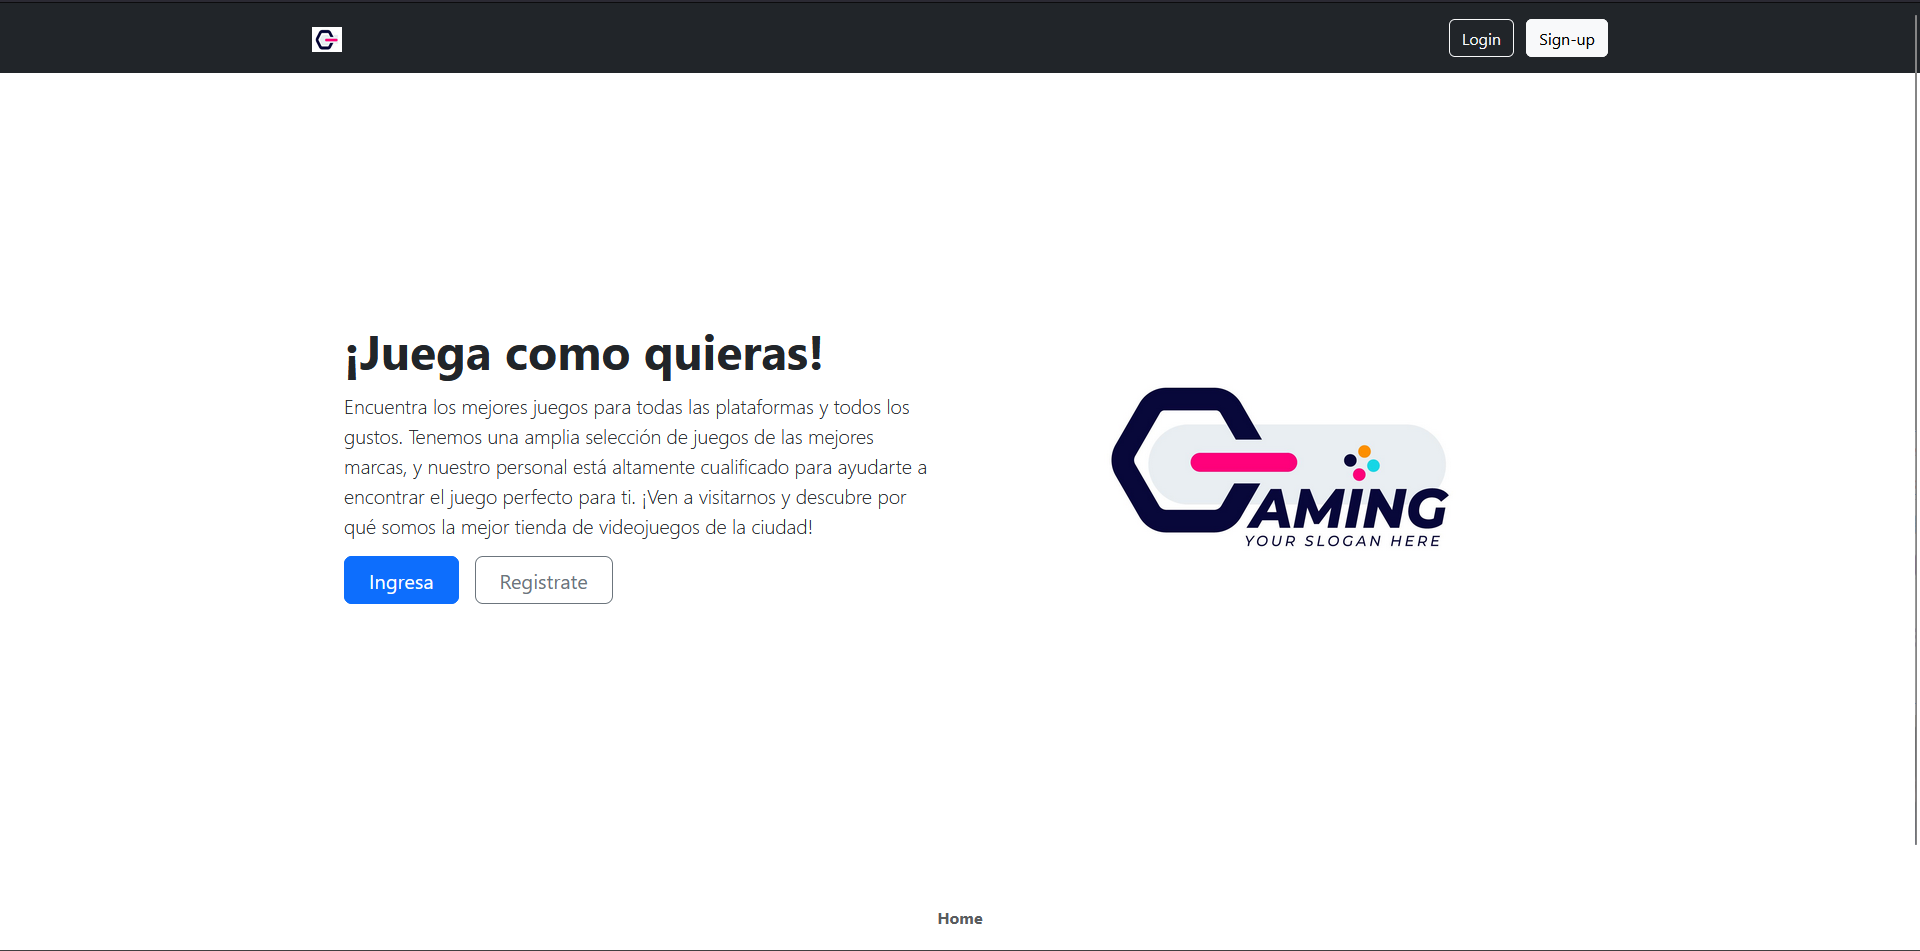 Login
Sign-up
¡Juega como quieras!
Encuentra los mejores juegos para todas las plataformas y todos los
gustos. Tenemos una amplia selección de juegos de las mejores
marcas, y nuestro personal está altamente cualificado para ayudarte a
encontrar el juego perfecto para ti. ¡Ven a visitarnos y descubre por
qué somos la mejor tienda de videojuegos de la ciudad!
Ingresa
Registrate
GAMING
YOUR SLOGAN HERE
Home